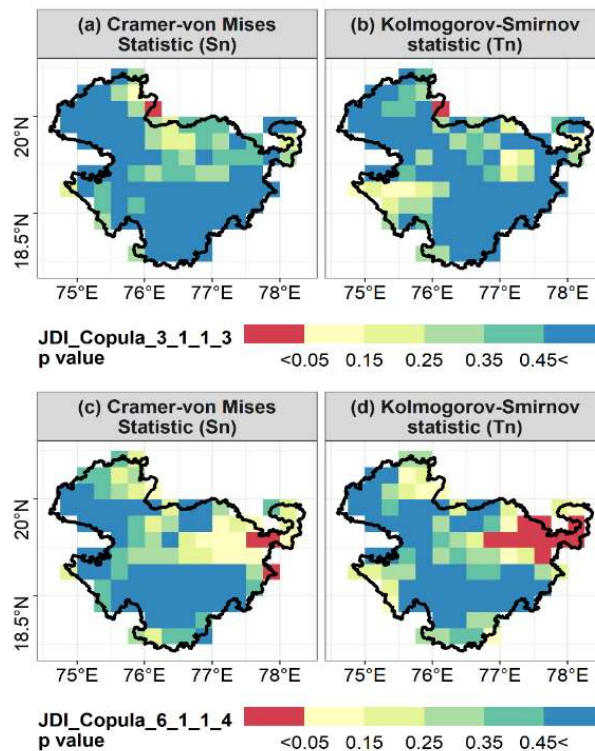 (a) Cramer-von Mises
Statistic (Sn)
(b) Kolmogorov-Smirnov
statistic (Tn)
20°N
18.5°N
75°E 76°E 77°E 78°E
75°E 76°E 77°E 78°E
JDI_Copula_3_1_1_3
p value
<0.05 0.15 0.25 0.35 0.45<
(c) Cramer-von Mises
Statistic (Sn)
(d) Kolmogorov-Smirnov
statistic (Tn)
20°N
18.5°N
75°E 76°E 77°E 78°E
75°E 76°E 77°E 78°E
JDI_Copula_6_1_1_4
p value
<0.05 0.15 0.25 0.35 0.45<